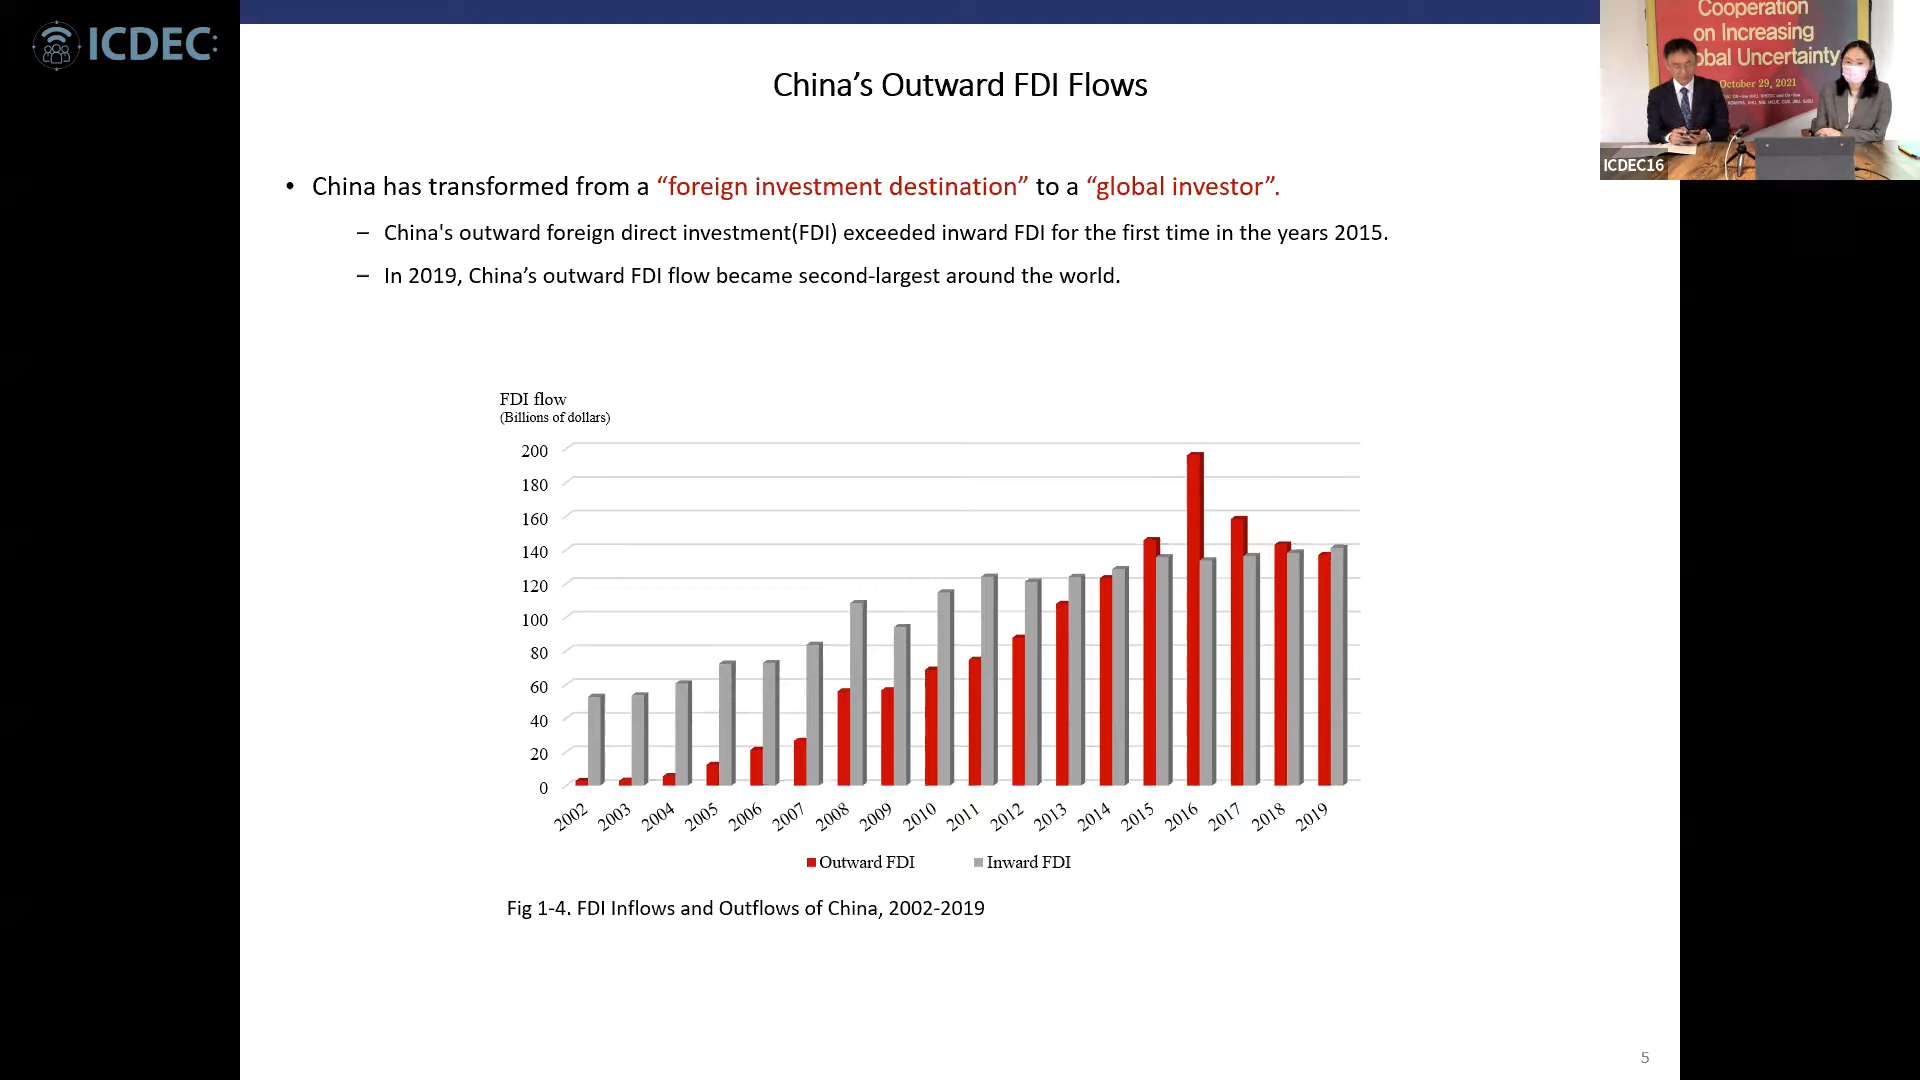 ICDEC:
China’s Outward FDI Flows
Cooperation
on Increasing
obal Uncertainty
October 29, 2021
ICDEC16
• China has transformed from a “foreign investment destination” to a “global investor”.
– China's outward foreign direct investment(FDI) exceeded inward FDI for the first time in the years 2015.
– In 2019, China’s outward FDI flow became second-largest around the world.
FDI flow
(Billions of dollars)
200
180
160
140
120
100
80
60
40
20
0
2002 2003 2004 2005 2006 2007 2008 2009 2010 2011 2012 2013 2014 2015 2016 2017 2018 2019
Outward FDI Inward FDI
Fig 1-4. FDI Inflows and Outflows of China, 2002-2019
5